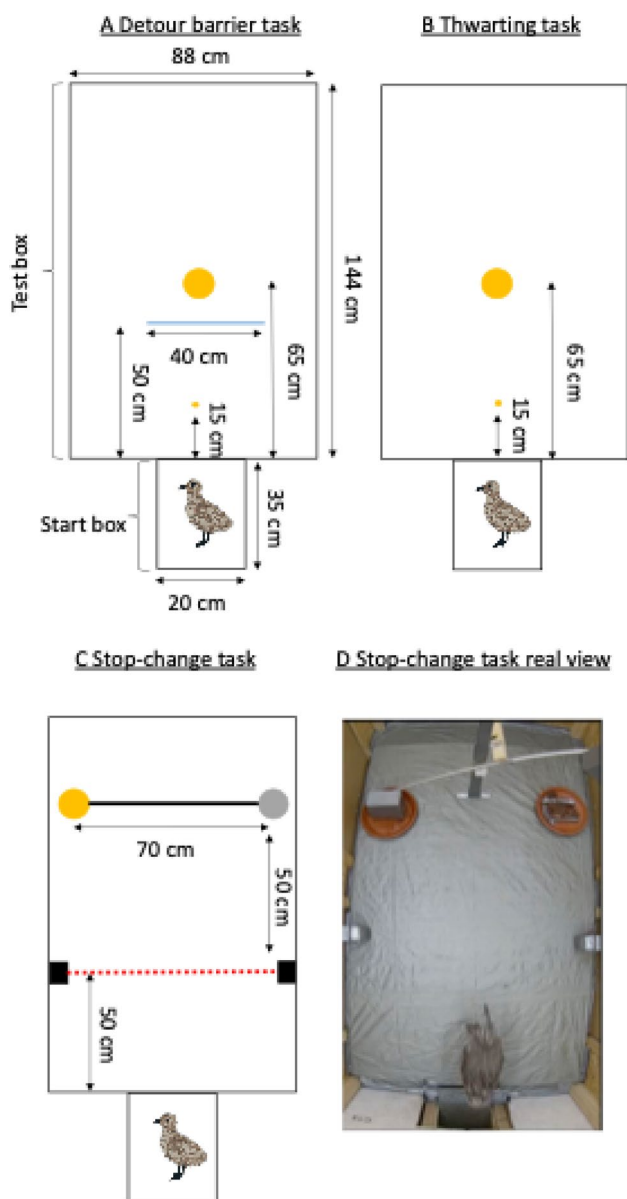 A Detour barrier task
B Thwarting task
88 cm
Test box
144 cm
40 cm
50 cm
65 cm
15 cm
65 cm
15 cm
Start box
35 cm
20 cm
C Stop-change task
D Stop-change task real view
70 cm
50 cm
50 cm